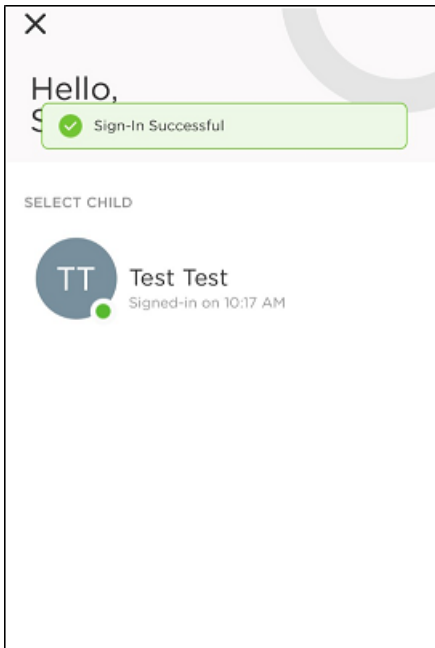 Hello,
Sign-In Successful
SELECT CHILD
TT
Test Test
Signed-in on 10:17 AM